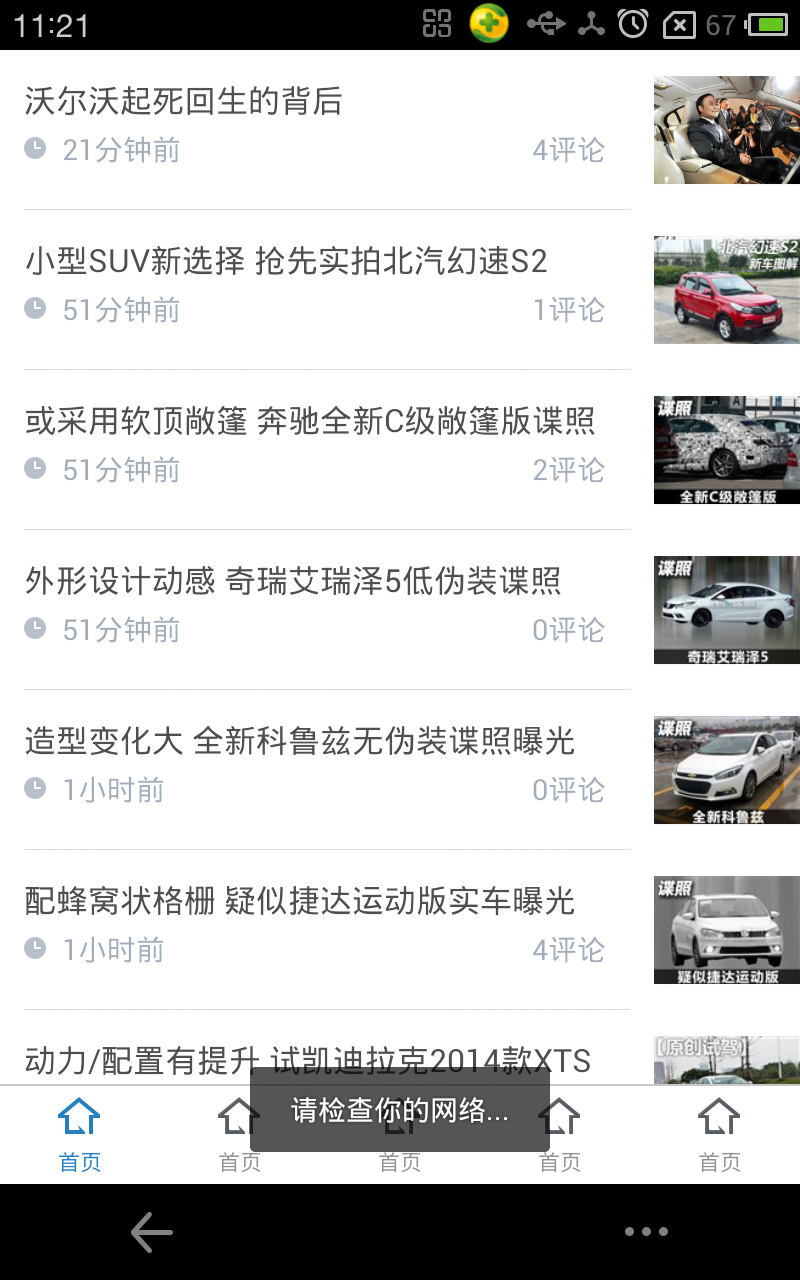 11:21
67
沃尔沃起死回生的背后
21分钟前
4评论
小型SUV新选择 抢先实拍北汽幻速S2
51分钟前
1评论
北汽幻速S2
新车图解
或采用软顶敞篷 奔驰全新C级敞篷版谍照
51分钟前
2评论
谍照
全新C级敞篷版
外形设计动感 奇瑞艾瑞泽5低伪装谍照
51分钟前
0评论
谍照
奇瑞艾瑞泽5
造型变化大 全新科鲁兹无伪装谍照曝光
1小时前
0评论
谍照
全新科鲁兹
配蜂窝状格栅 疑似捷达运动版实车曝光
1小时前
4评论
谍照
疑似捷达运动版
动力/配置有提升 试凯迪拉克2014款XTS
【原创试驾】
请检查你的网络...
首页
首页
首页
首页
首页